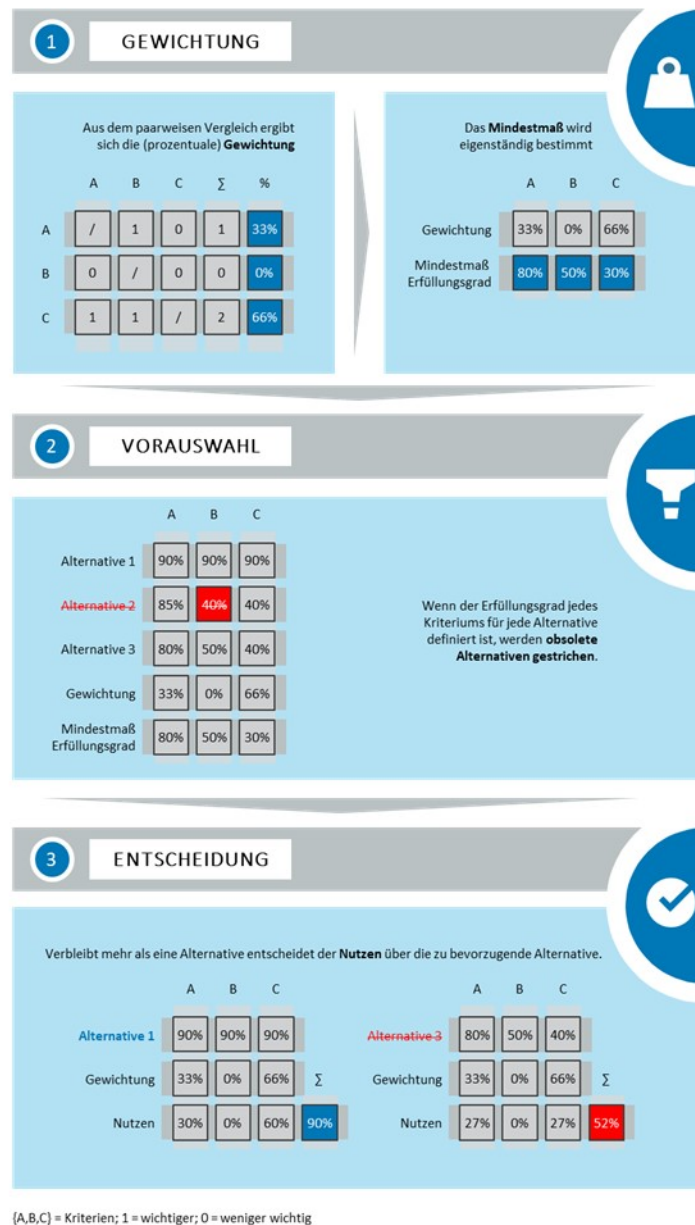 1 GEWICHTUNG
Aus dem paarweisen Vergleich ergibt
sich die (prozentuale) Gewichtung
A B C ∑ %
A / 1 0 1 33%
B 0 / 0 0 0%
C 1 1 / 2 66%
Das Mindestmaß wird
eigenständig bestimmt
A B C
Gewichtung 33% 0% 66%
Mindestmaß
Erfüllungsgrad 80% 50% 30%
2 VORAUSWAHL
A B C
Alternative 1 90% 90% 90%
Alternative 2 85% 40% 40%
Alternative 3 80% 50% 40%
Gewichtung 33% 0% 66%
Mindestmaß
Erfüllungsgrad 80% 50% 30%
Wenn der Erfüllungsgrad jedes
Kriteriums für jede Alternative
definiert ist, werden obsolete
Alternativen gestrichen.
3 ENTSCHEIDUNG
Verbleibt mehr als eine Alternative entscheidet der Nutzen über die zu bevorzugende Alternative.
A B C
Alternative 1 90% 90% 90%
Gewichtung 33% 0% 66% ∑
Nutzen 30% 0% 60% 90%
A B C
Alternative 3 80% 50% 40%
Gewichtung 33% 0% 66% ∑
Nutzen 27% 0% 27% 52%
{A,B,C} = Kriterien; 1 = wichtiger; 0 = weniger wichtig